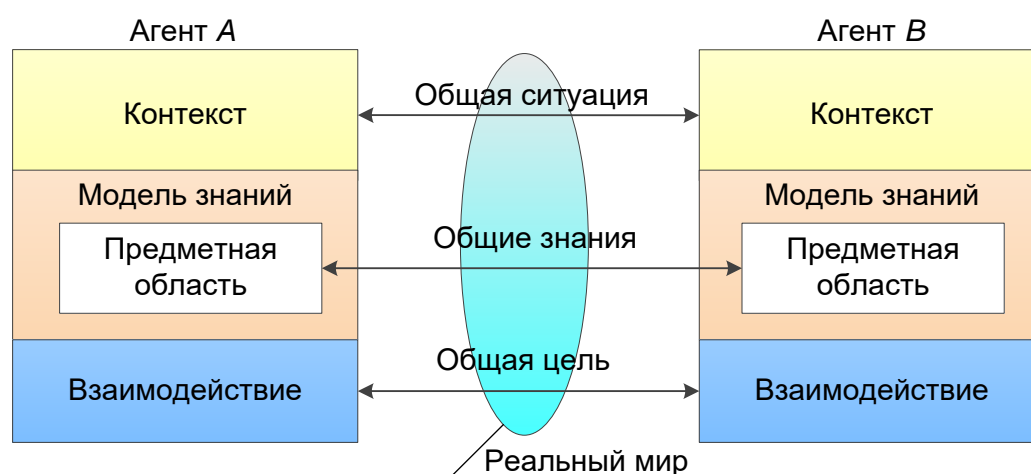 Агент A
Агент B
Контекст
Общая ситуация
Контекст
Модель знаний
Модель знаний
Предметная
область
Общие знания
Предметная
область
Взаимодействие
Общая цель
Взаимодействие
Реальный мир